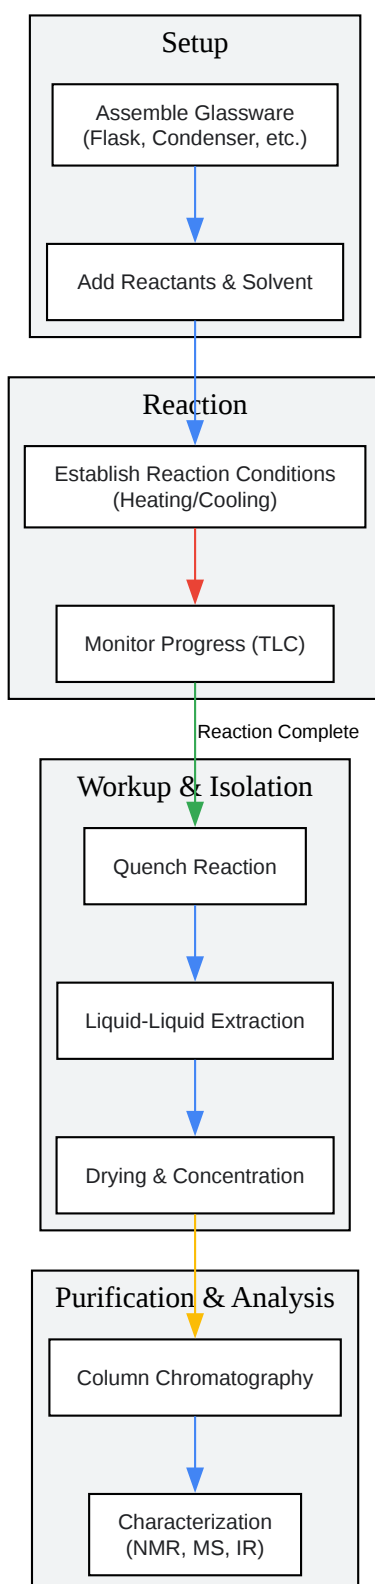 Setup
Assemble Glassware
(Flask, Condenser, etc.)
Add Reactants & Solvent
Reaction
Establish Reaction Conditions
(Heating/Cooling)
Monitor Progress (TLC)
Reaction Complete
Workup & Isolation
Quench Reaction
Liquid-Liquid Extraction
Drying & Concentration
Purification & Analysis
Column Chromatography
Characterization
(NMR, MS, IR)